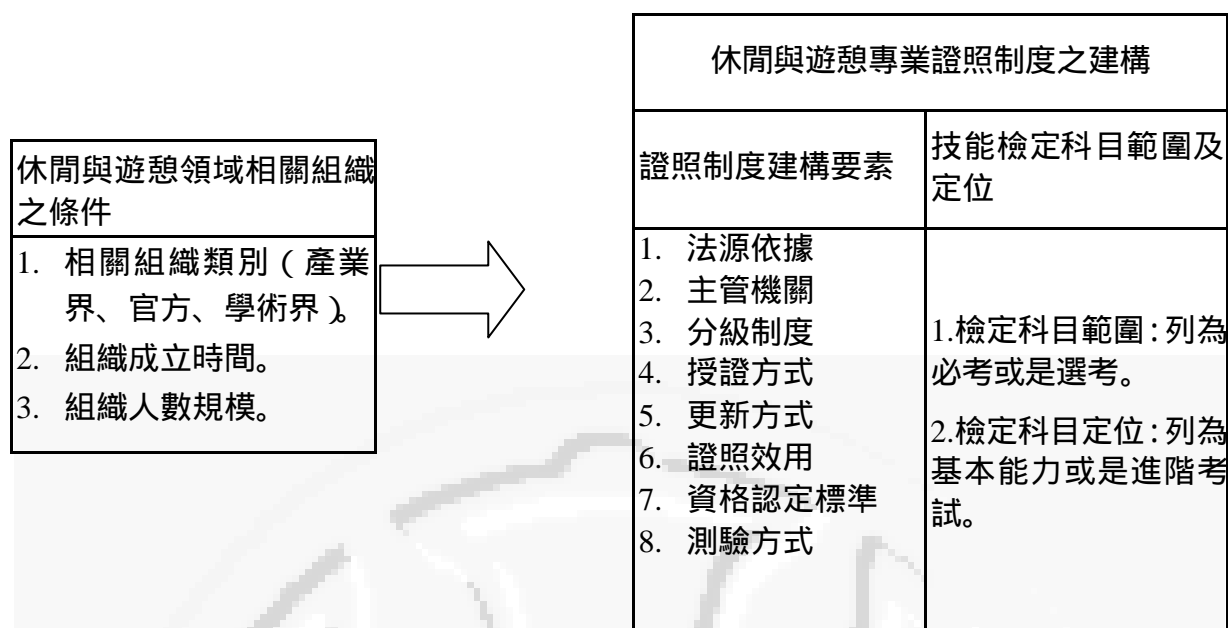 休閒與遊憩領域相關組織
之條件
1. 相關組織類別（產業
界、官方、學術界）。
2. 組織成立時間。
3. 組織人數規模。
休閒與遊憩專業證照制度之建構
證照制度建構要素
技能檢定科目範圍及
定位
1. 法源依據
2. 主管機關
3. 分級制度
4. 授證方式
5. 更新方式
6. 證照效用
7. 資格認定標準
8. 測驗方式
1.檢定科目範圍：列為
必考或是選考。
2.檢定科目定位：列為
基本能力或是進階考
試。